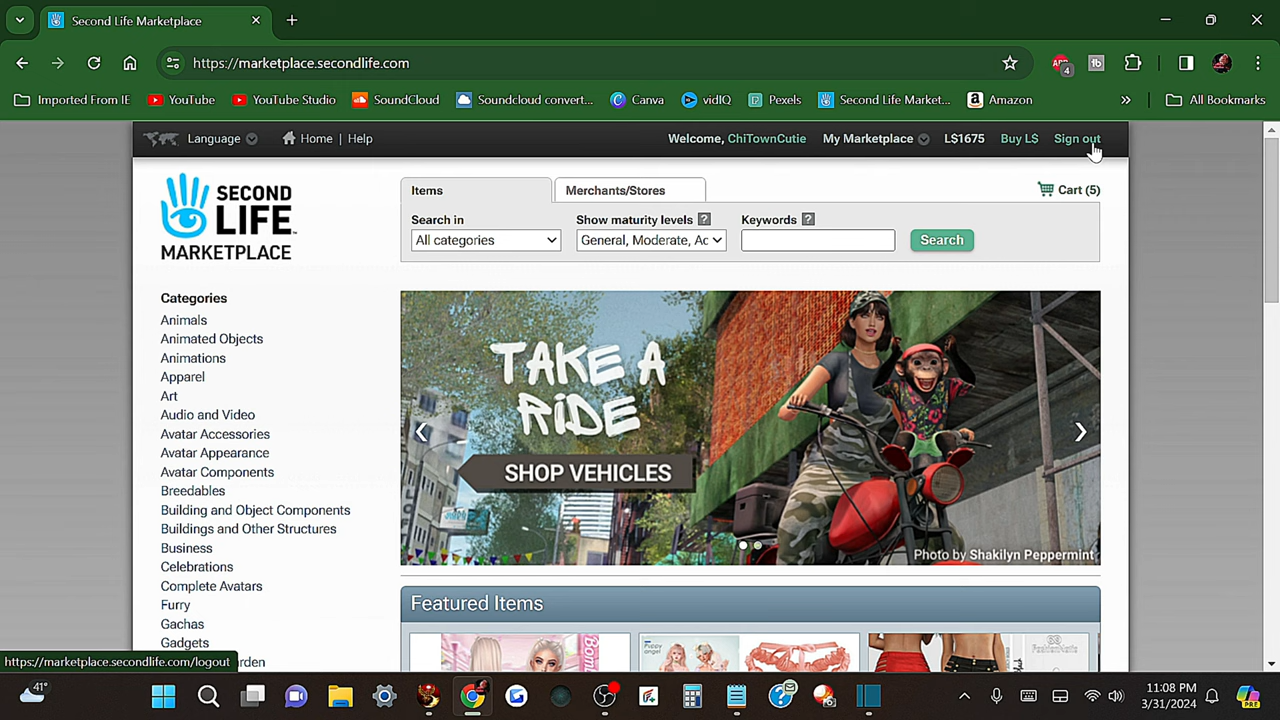 Second Life Marketplace
https://marketplace.secondlife.com
4
Imported From IE YouTube YouTube Studio SoundCloud Soundcloud convert... Canva vidIQ Pexels Second Life Market... Amazon » All Bookmarks
Language Home | Help Welcome, ChiTownCutie My Marketplace L$1675 Buy L$ Sign out
SECOND
LIFE™
MARKETPLACE
Items Merchants/Stores Cart (5)
Search in Show maturity levels ? Keywords ?
All categories General, Moderate, Ac Search
Categories
Animals
Animated Objects
Animations
Apparel
Art
Audio and Video
Avatar Accessories
Avatar Appearance
Avatar Components
Breedables
Building and Object Components
Buildings and Other Structures
Business
Celebrations
Complete Avatars
Furry
Gachas
Gadgets
arden
TAKE A
RIDE
SHOP VEHICLES
Photo by Shakilyn Peppermint
Featured Items
https://marketplace.secondlife.com/logout
41°
11:08 PM
3/31/2024
PRE